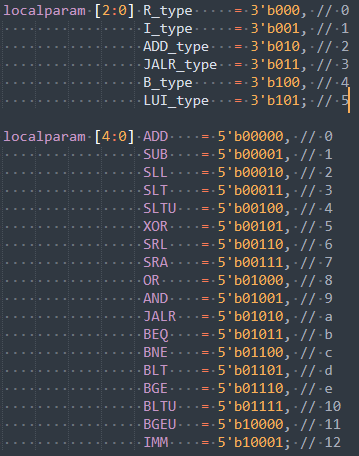 localparam [2:0] R_type = 3'b000, // 0
I_type = 3'b001, // 1
ADD_type = 3'b010, // 2
JALR_type = 3'b011, // 3
B_type = 3'b100, // 4
LUI_type = 3'b101; // 5
localparam [4:0] ADD = 5'b00000, // 0
SUB = 5'b00001, // 1
SLL = 5'b00010, // 2
SLT = 5'b00011, // 3
SLTU = 5'b00100, // 4
XOR = 5'b00101, // 5
SRL = 5'b00110, // 6
SRA = 5'b00111, // 7
OR = 5'b01000, // 8
AND = 5'b01001, // 9
JALR = 5'b01010, // a
BEQ = 5'b01011, // b
BNE = 5'b01100, // c
BLT = 5'b01101, // d
BGE = 5'b01110, // e
BLTU = 5'b01111, // 10
BGEU = 5'b10000, // 11
IMM = 5'b10001; // 12